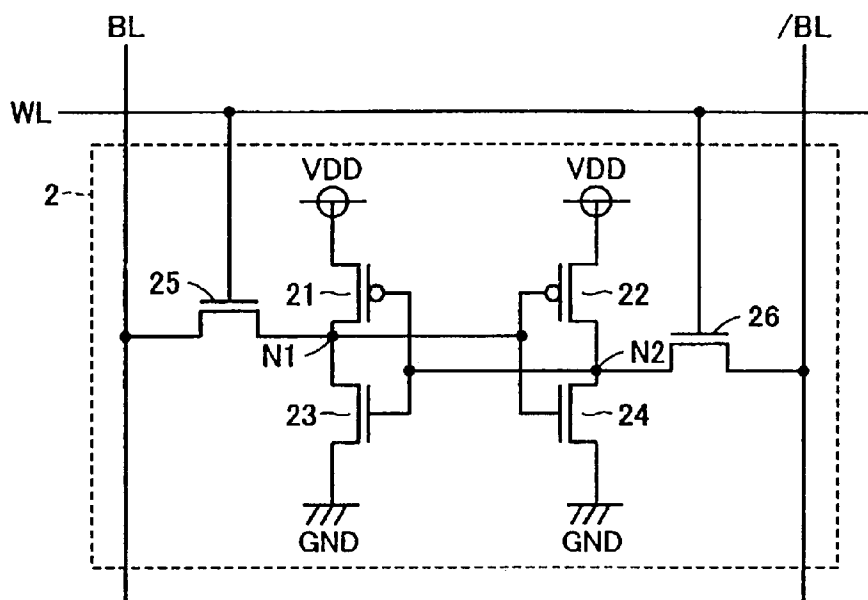 BL /BL
WL
2
VDD VDD
25 21 22 26
N1 N2
23 24
GND GND